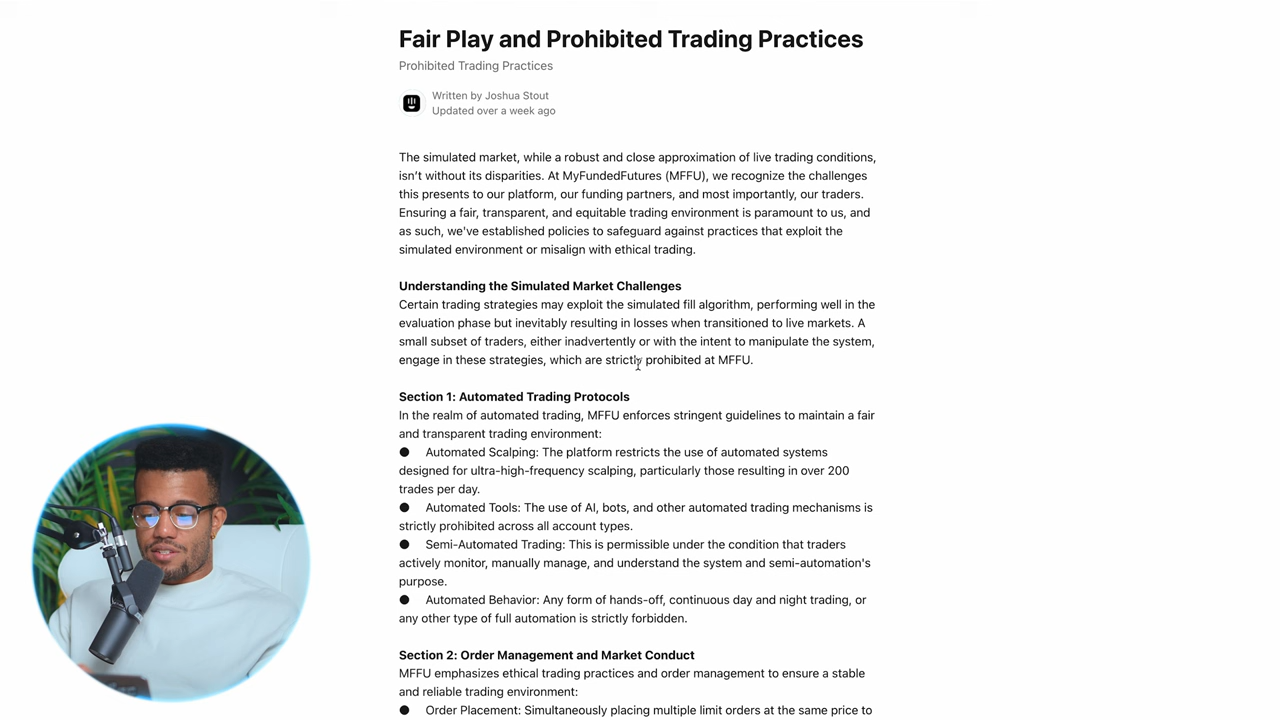 Fair Play and Prohibited Trading Practices
Prohibited Trading Practices
Written by Joshua Stout
Updated over a week ago
The simulated market, while a robust and close approximation of live trading conditions,
isn’t without its disparities. At MyFundedFutures (MFFU), we recognize the challenges
this presents to our platform, our funding partners, and most importantly, our traders.
Ensuring a fair, transparent, and equitable trading environment is paramount to us, and
as such, we've established policies to safeguard against practices that exploit the
simulated environment or misalign with ethical trading.
Understanding the Simulated Market Challenges
Certain trading strategies may exploit the simulated fill algorithm, performing well in the
evaluation phase but inevitably resulting in losses when transitioned to live markets. A
small subset of traders, either inadvertently or with the intent to manipulate the system,
engage in these strategies, which are strictly prohibited at MFFU.
Section 1: Automated Trading Protocols
In the realm of automated trading, MFFU enforces stringent guidelines to maintain a fair
and transparent trading environment:
● Automated Scalping: The platform restricts the use of automated systems
designed for ultra-high-frequency scalping, particularly those resulting in over 200
trades per day.
● Automated Tools: The use of AI, bots, and other automated trading mechanisms is
strictly prohibited across all account types.
● Semi-Automated Trading: This is permissible under the condition that traders
actively monitor, manually manage, and understand the system and semi-automation's
purpose.
● Automated Behavior: Any form of hands-off, continuous day and night trading, or
any other type of full automation is strictly forbidden.
Section 2: Order Management and Market Conduct
MFFU emphasizes ethical trading practices and order management to ensure a stable
and reliable trading environment:
● Order Placement: Simultaneously placing multiple limit orders at the same price to